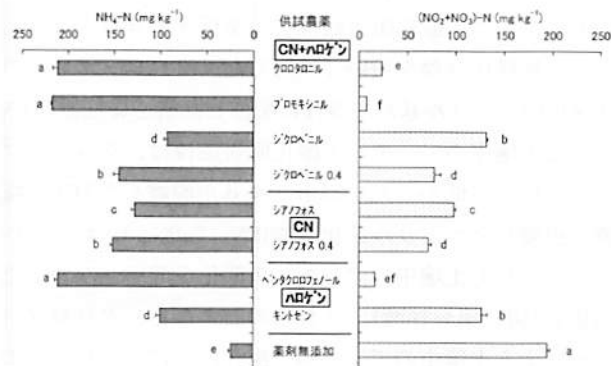 NH₄-N (mg kg⁻¹) 供試農薬 (NO₂+NO₃)-N (mg kg⁻¹)
250 200 150 100 50 0 0 50 100 150 200 250
CN+ハロゲン
a クロロタロニル e
a ブロモキシニル f
d ジクロベニル b
b ジクロベニル 0.4 d
c シアノフォス c
CN
b シアノフォス 0.4 d
a ペンタクロロフェノール ef
ハロゲン
d キントゼン b
e 薬剤無添加 a